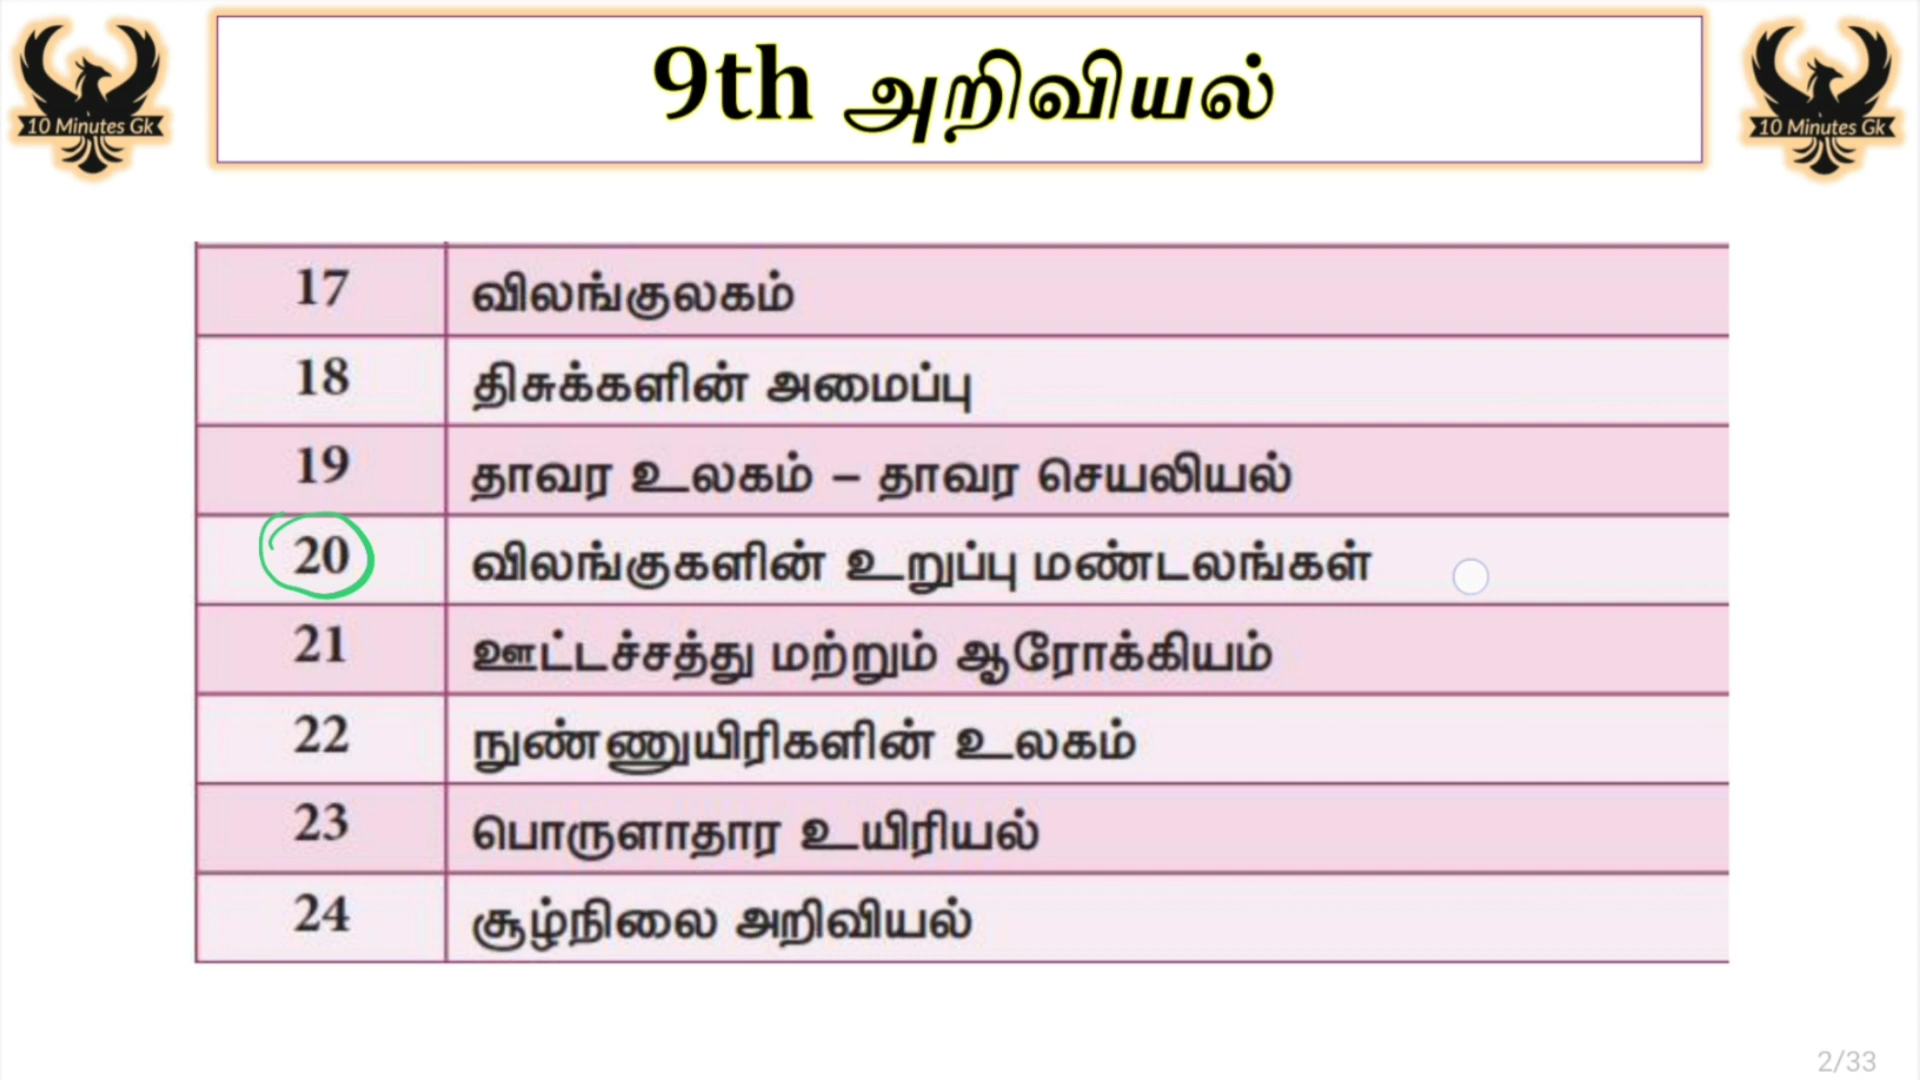 9th அறிவியல்
10 Minutes Gk
10 Minutes Gk
17 விலங்குலகம்
18 திசுக்களின் அமைப்பு
19 தாவர உலகம் – தாவர செயலியல்
20 விலங்குகளின் உறுப்பு மண்டலங்கள்
21 ஊட்டச்சத்து மற்றும் ஆரோக்கியம்
22 நுண்ணுயிரிகளின் உலகம்
23 பொருளாதார உயிரியல்
24 சூழ்நிலை அறிவியல்
2/33